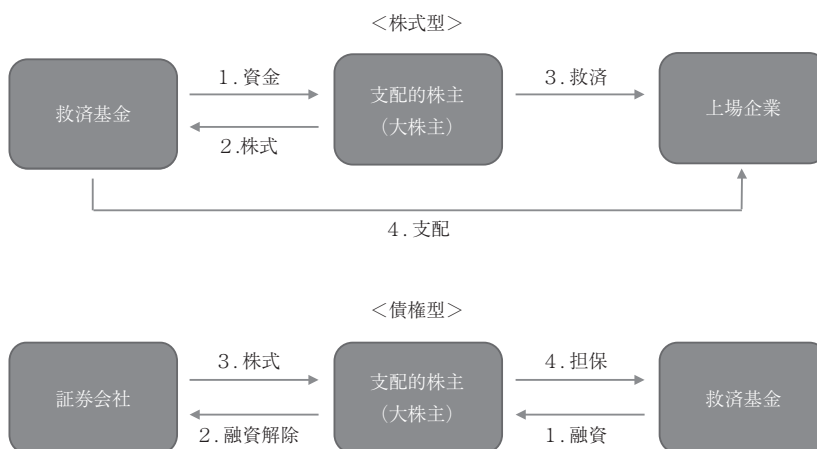 ＜株式型＞
救済基金
1.資金
2.株式
支配的株主
（大株主）
3.救済
上場企業
4.支配
＜債権型＞
証券会社
3.株式
2.融資解除
支配的株主
（大株主）
4.担保
1.融資
救済基金